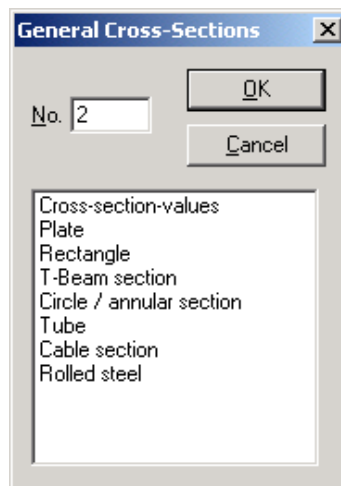 General Cross-Sections
OK
No. 2
Cancel
Cross-section-values
Plate
Rectangle
T-Beam section
Circle / annular section
Tube
Cable section
Rolled steel